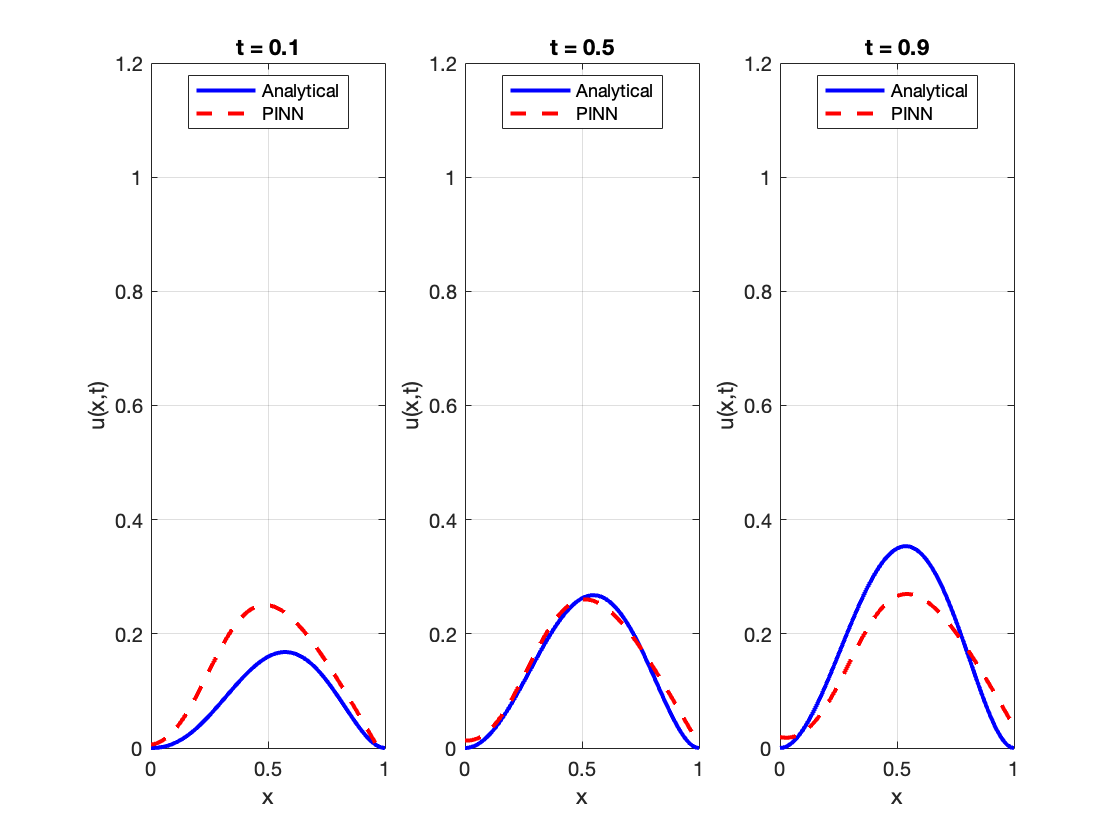 t = 0.1
Analytical
PINN
1.2
1
0.8
0.6
0.4
0.2
0
u(x,t)
0 0.5 1
x
t = 0.5
Analytical
PINN
1.2
1
0.8
0.6
0.4
0.2
0
u(x,t)
0 0.5 1
x
t = 0.9
Analytical
PINN
1.2
1
0.8
0.6
0.4
0.2
0
u(x,t)
0 0.5 1
x